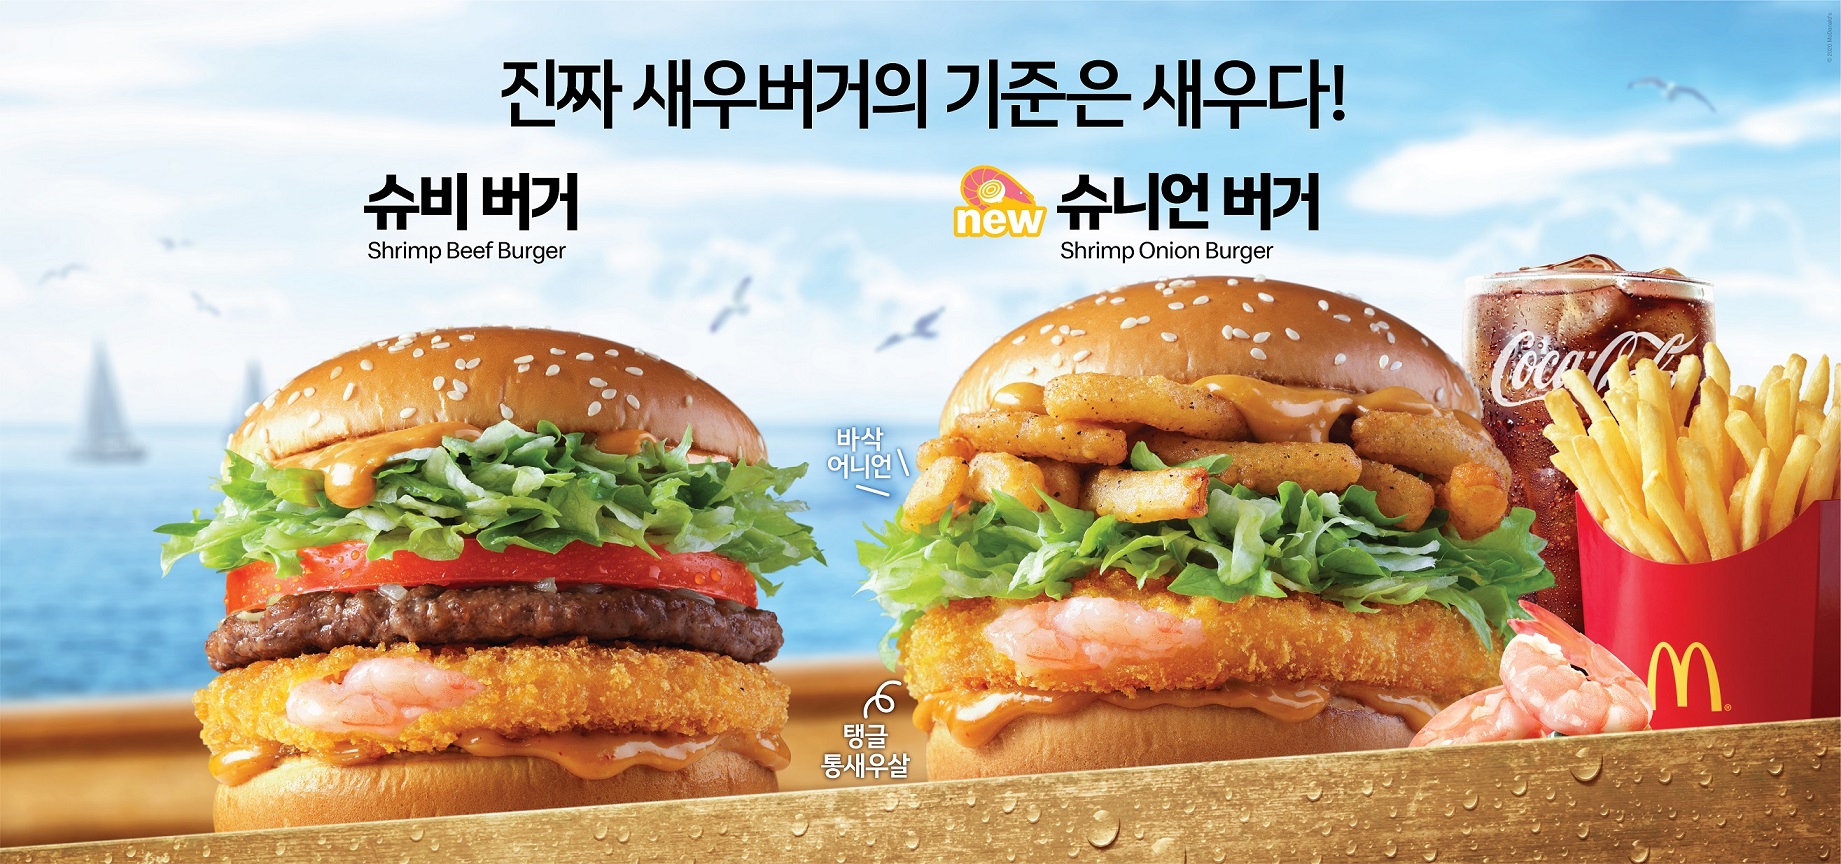 진짜 새우버거의 기준은 새우다!
슈비 버거
Shrimp Beef Burger
new
슈니언 버거
Shrimp Onion Burger
Coca-Cola
바삭
어니언
탱글
통새우살
M
®
© 2020 McDonald's